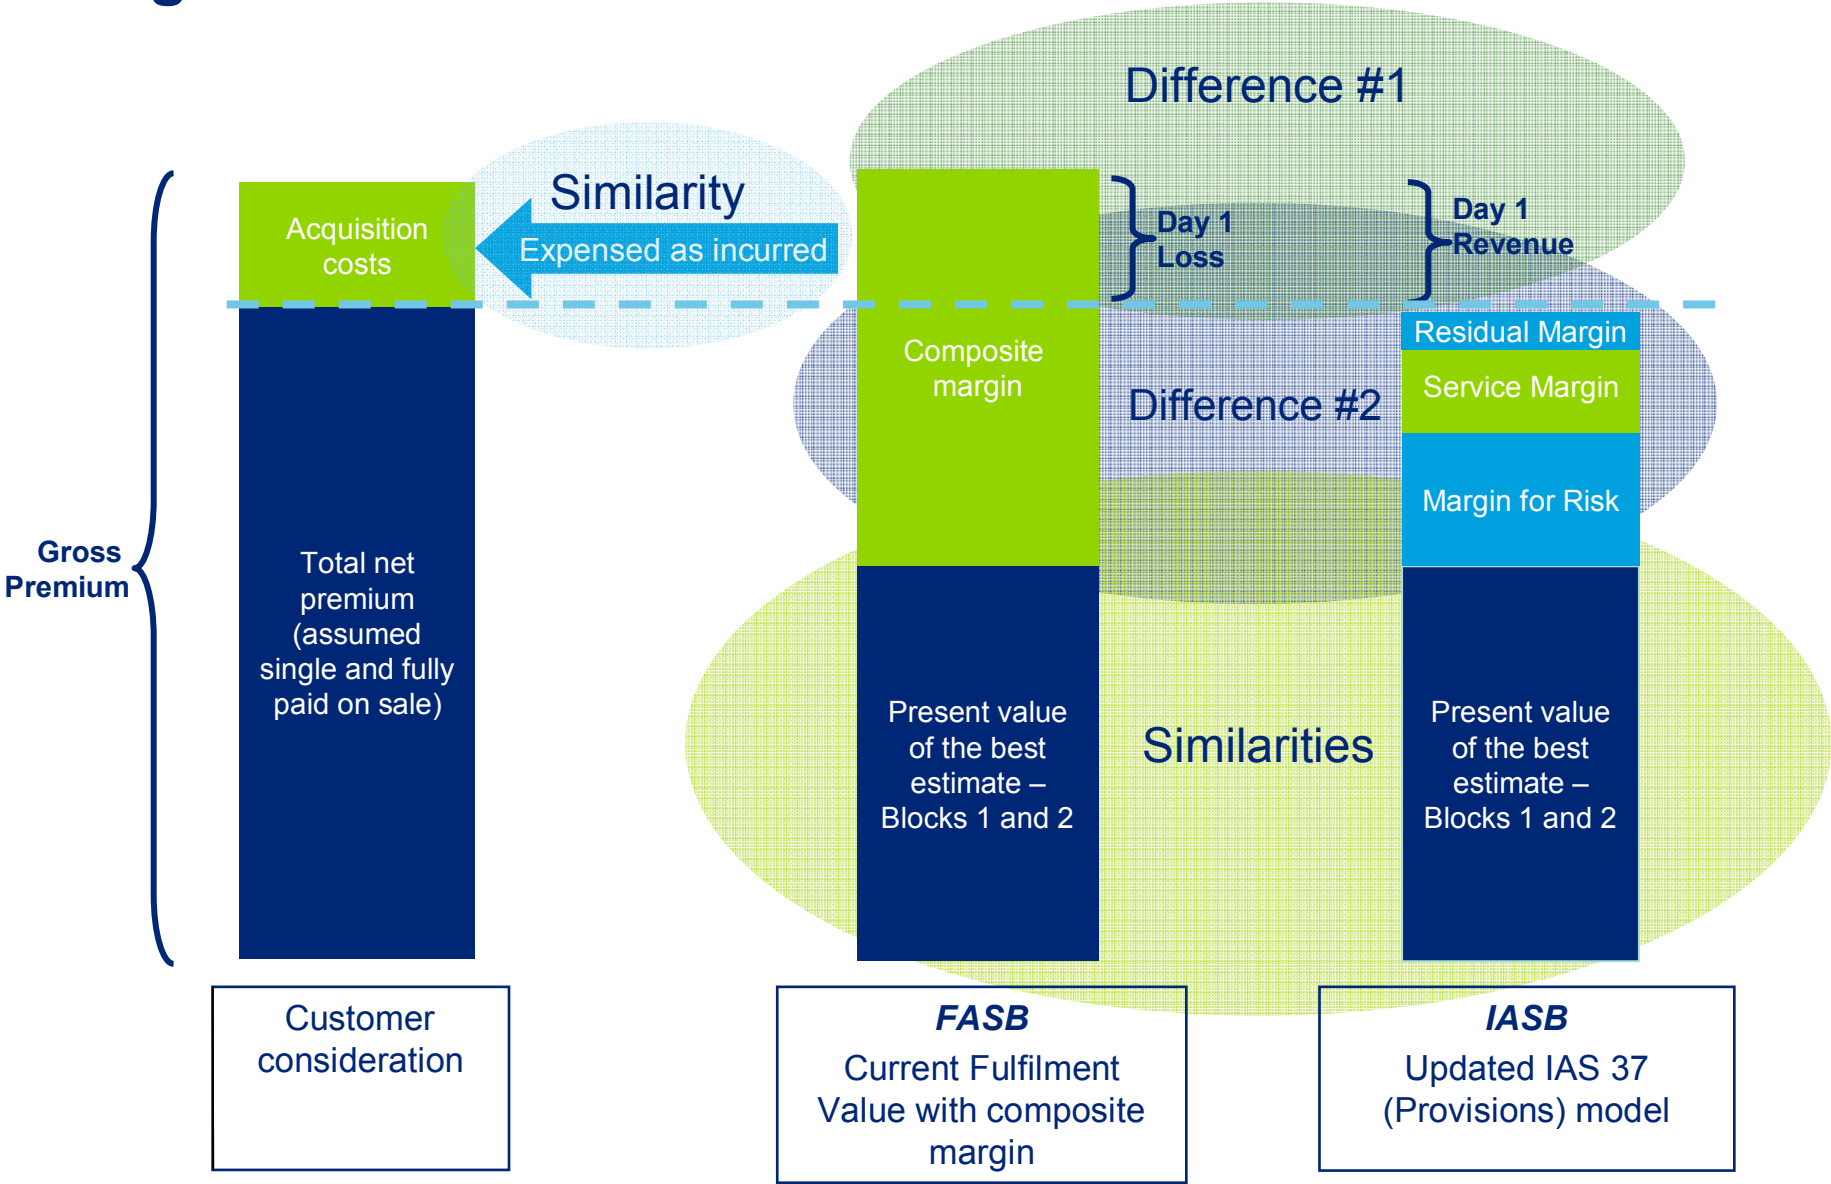 Difference #1
Similarity
Acquisition
costs
Expensed as incurred
Day 1
Loss
Day 1
Revenue
Composite
margin
Difference #2
Residual Margin
Service Margin
Margin for Risk
Gross
Premium
Total net
premium
(assumed
single and fully
paid on sale)
Present value
of the best
estimate –
Blocks 1 and 2
Similarities
Present value
of the best
estimate –
Blocks 1 and 2
Customer
consideration
FASB
Current Fulfilment
Value with composite
margin
IASB
Updated IAS 37
(Provisions) model